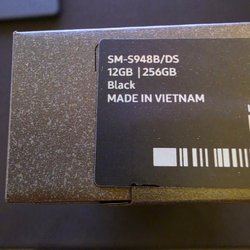 SM-S948B/DS
12GB | 256GB
Black
MADE IN VIETNAM